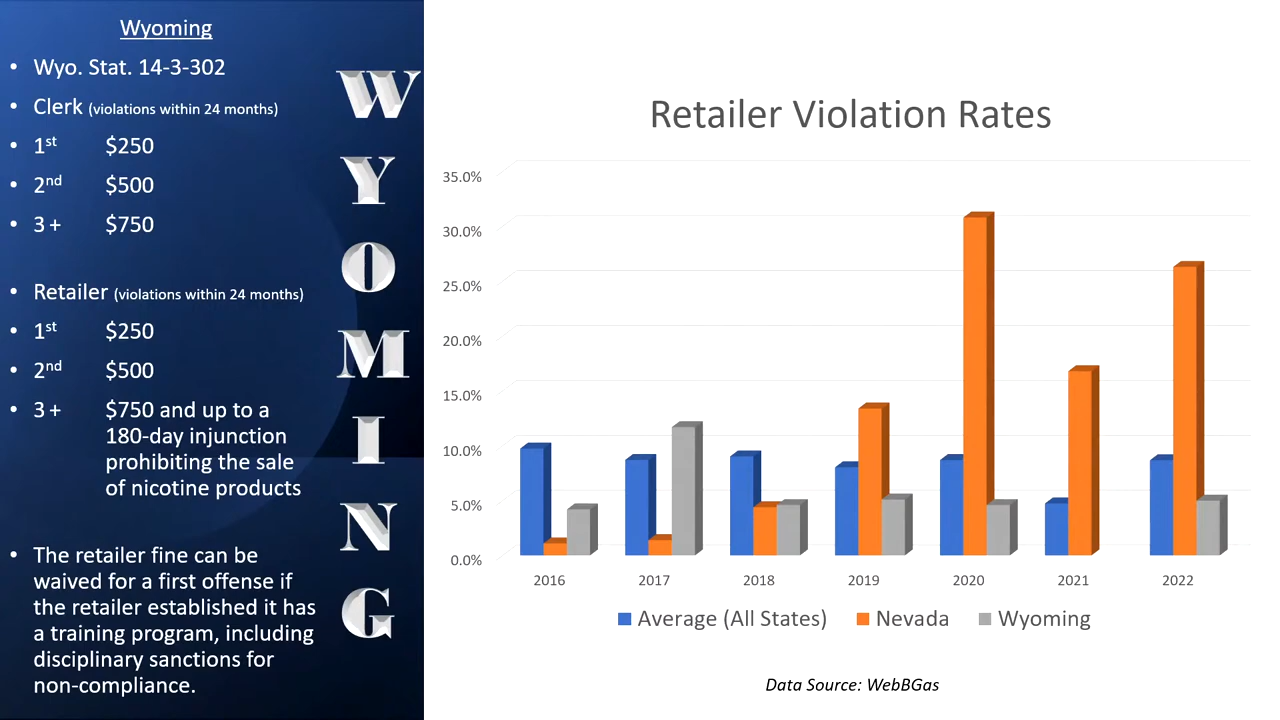 Wyoming
• Wyo. Stat. 14-3-302
• Clerk (violations within 24 months)
• 1st $250
• 2nd $500
• 3+ $750
• Retailer (violations within 24 months)
• 1st $250
• 2nd $500
• 3+ $750 and up to a
180-day injunction
prohibiting the sale
of nicotine products
• The retailer fine can be
waived for a first offense if
the retailer established it has
a training program, including
disciplinary sanctions for
non-compliance.
W
Y
O
M
I
N
G
Retailer Violation Rates
35.0%
30.0%
25.0%
20.0%
15.0%
10.0%
5.0%
0.0%
2016 2017 2018 2019 2020 2021 2022
Average (All States) Nevada Wyoming
Data Source: WebBGas